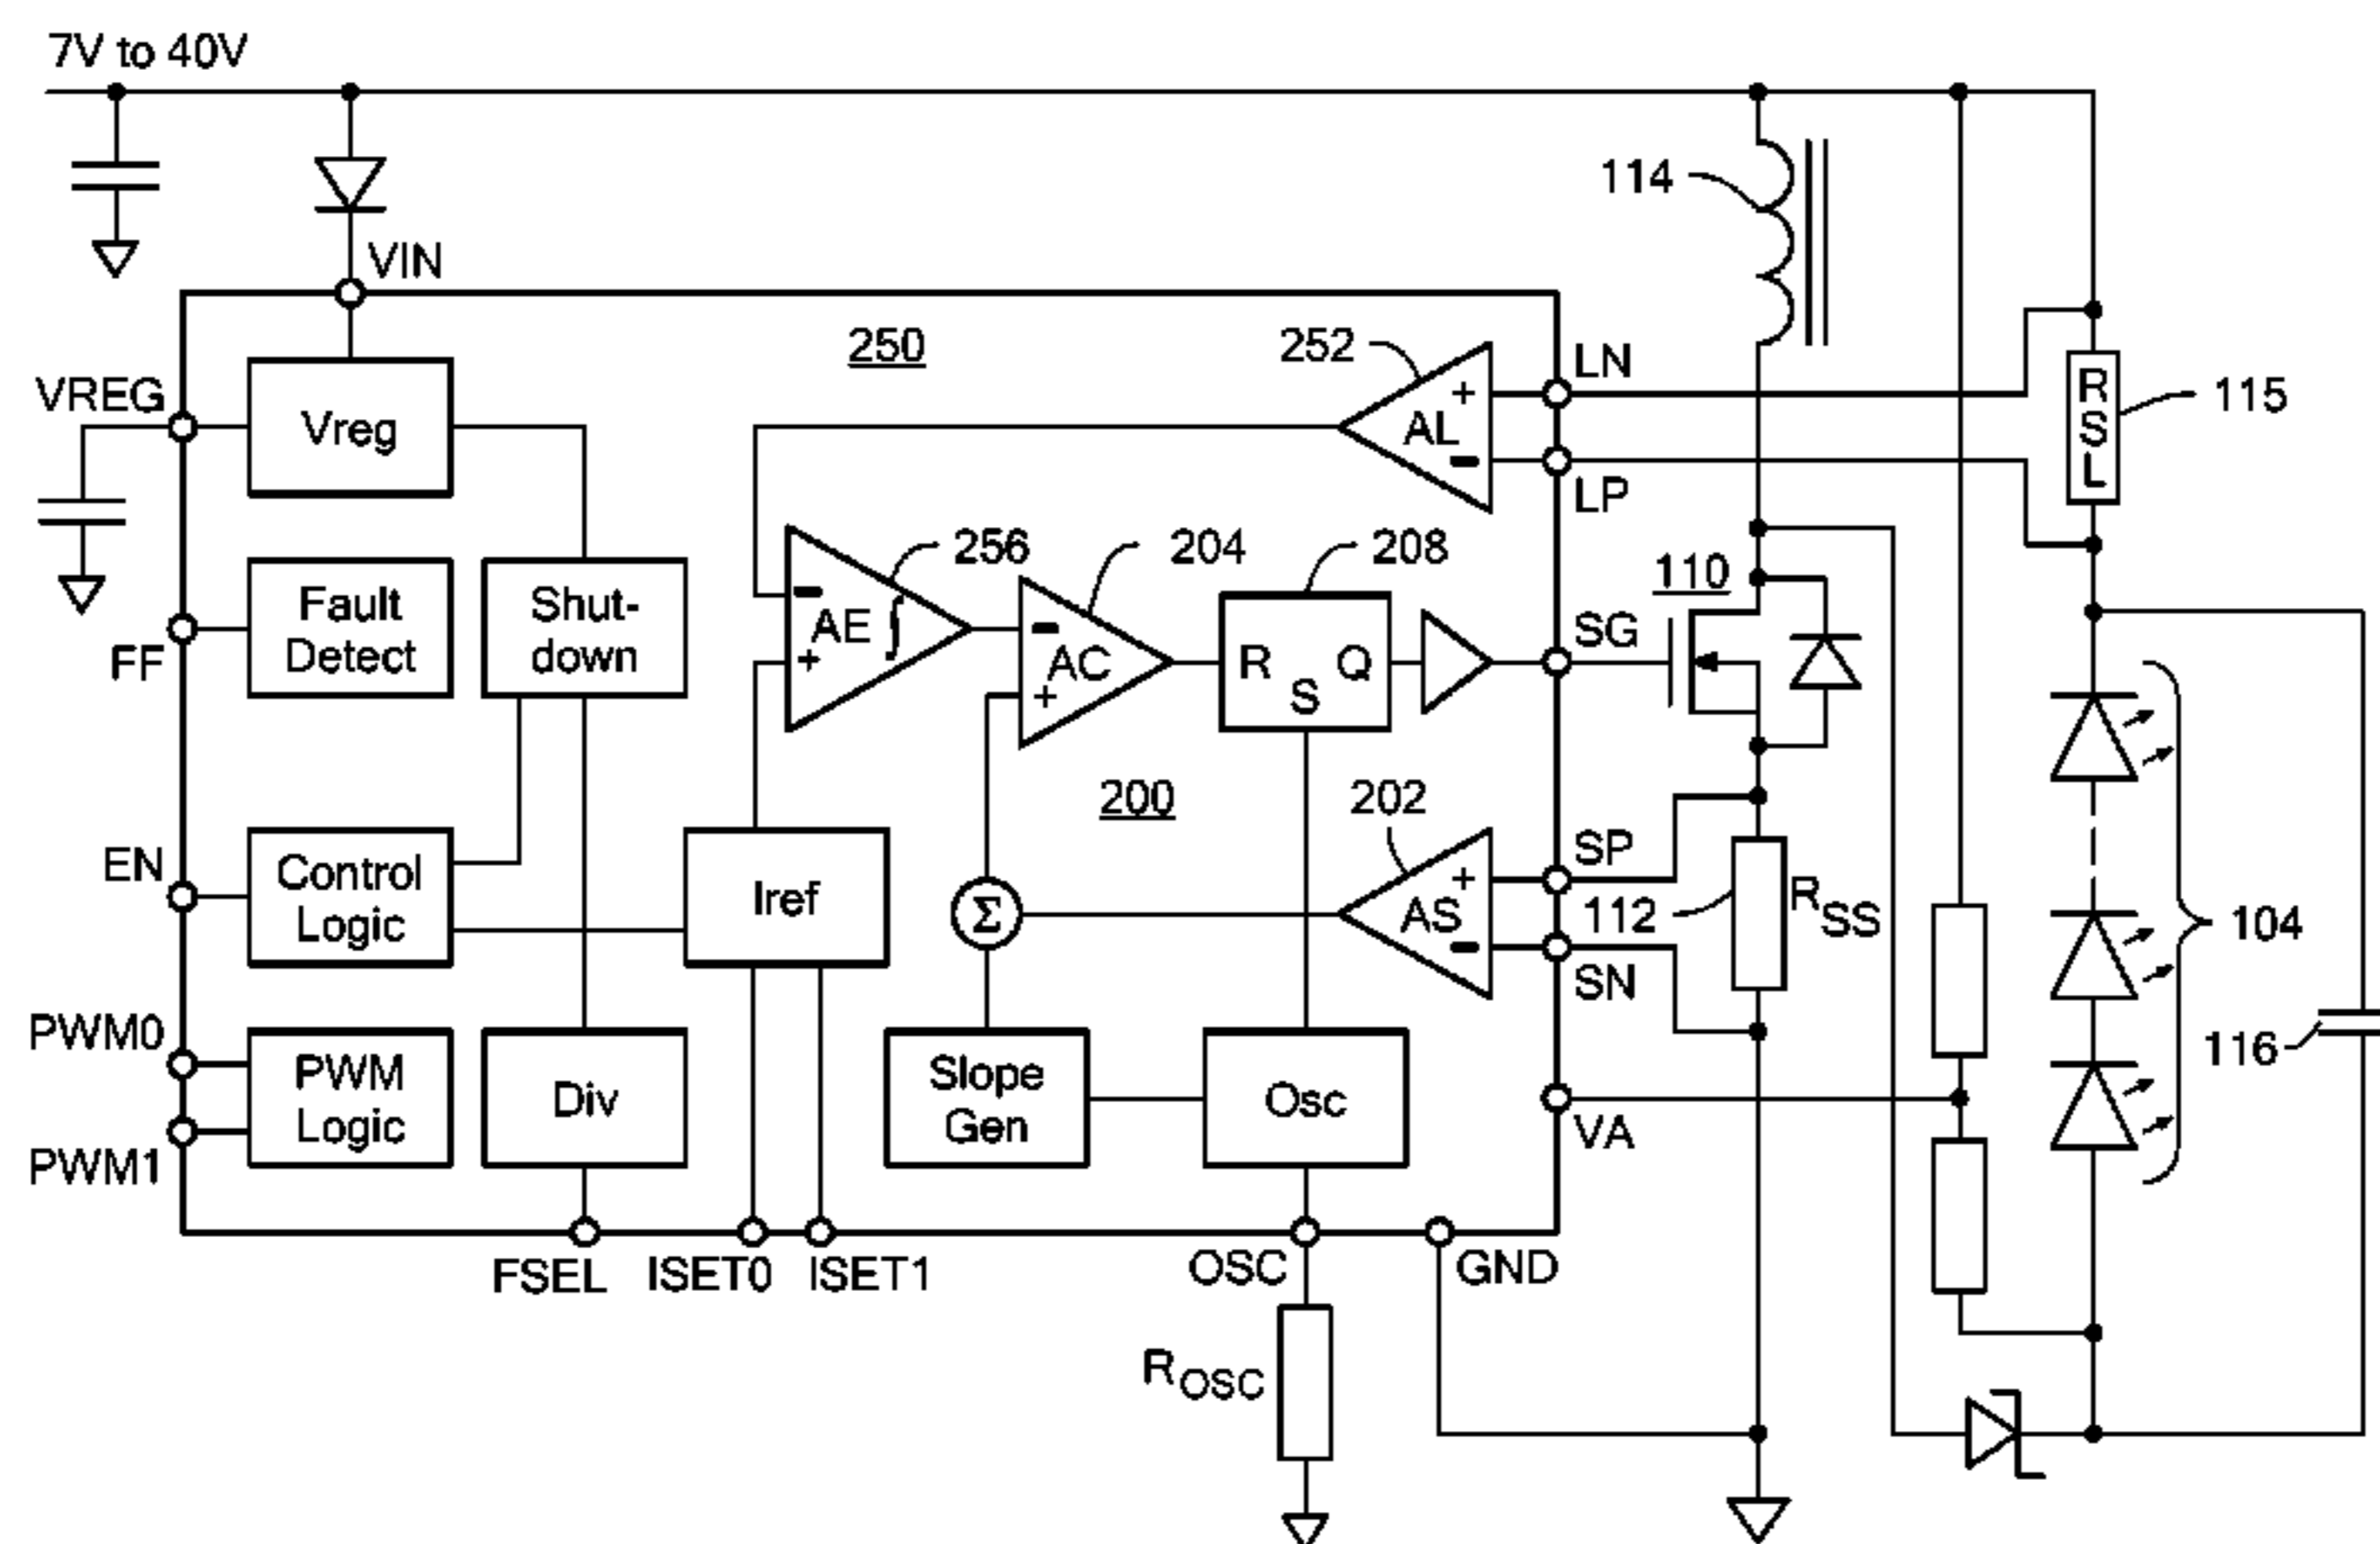 7V to 40V
VIN
114
250
252
LN
VREG
Vreg
+
AL
-
RSL
115
LP
256
204
208
110
Fault
Detect
Shut-
down
-
AE ∫
+
-
AC
+
R
S
Q
SG
FF
200
202
SP
EN
Control
Logic
Iref
Σ
+
AS
-
112
RSS
104
SN
PWM0
PWM
Logic
Div
Slope
Gen
Osc
116
VA
PWM1
FSEL
ISET0
ISET1
OSC
GND
ROSC